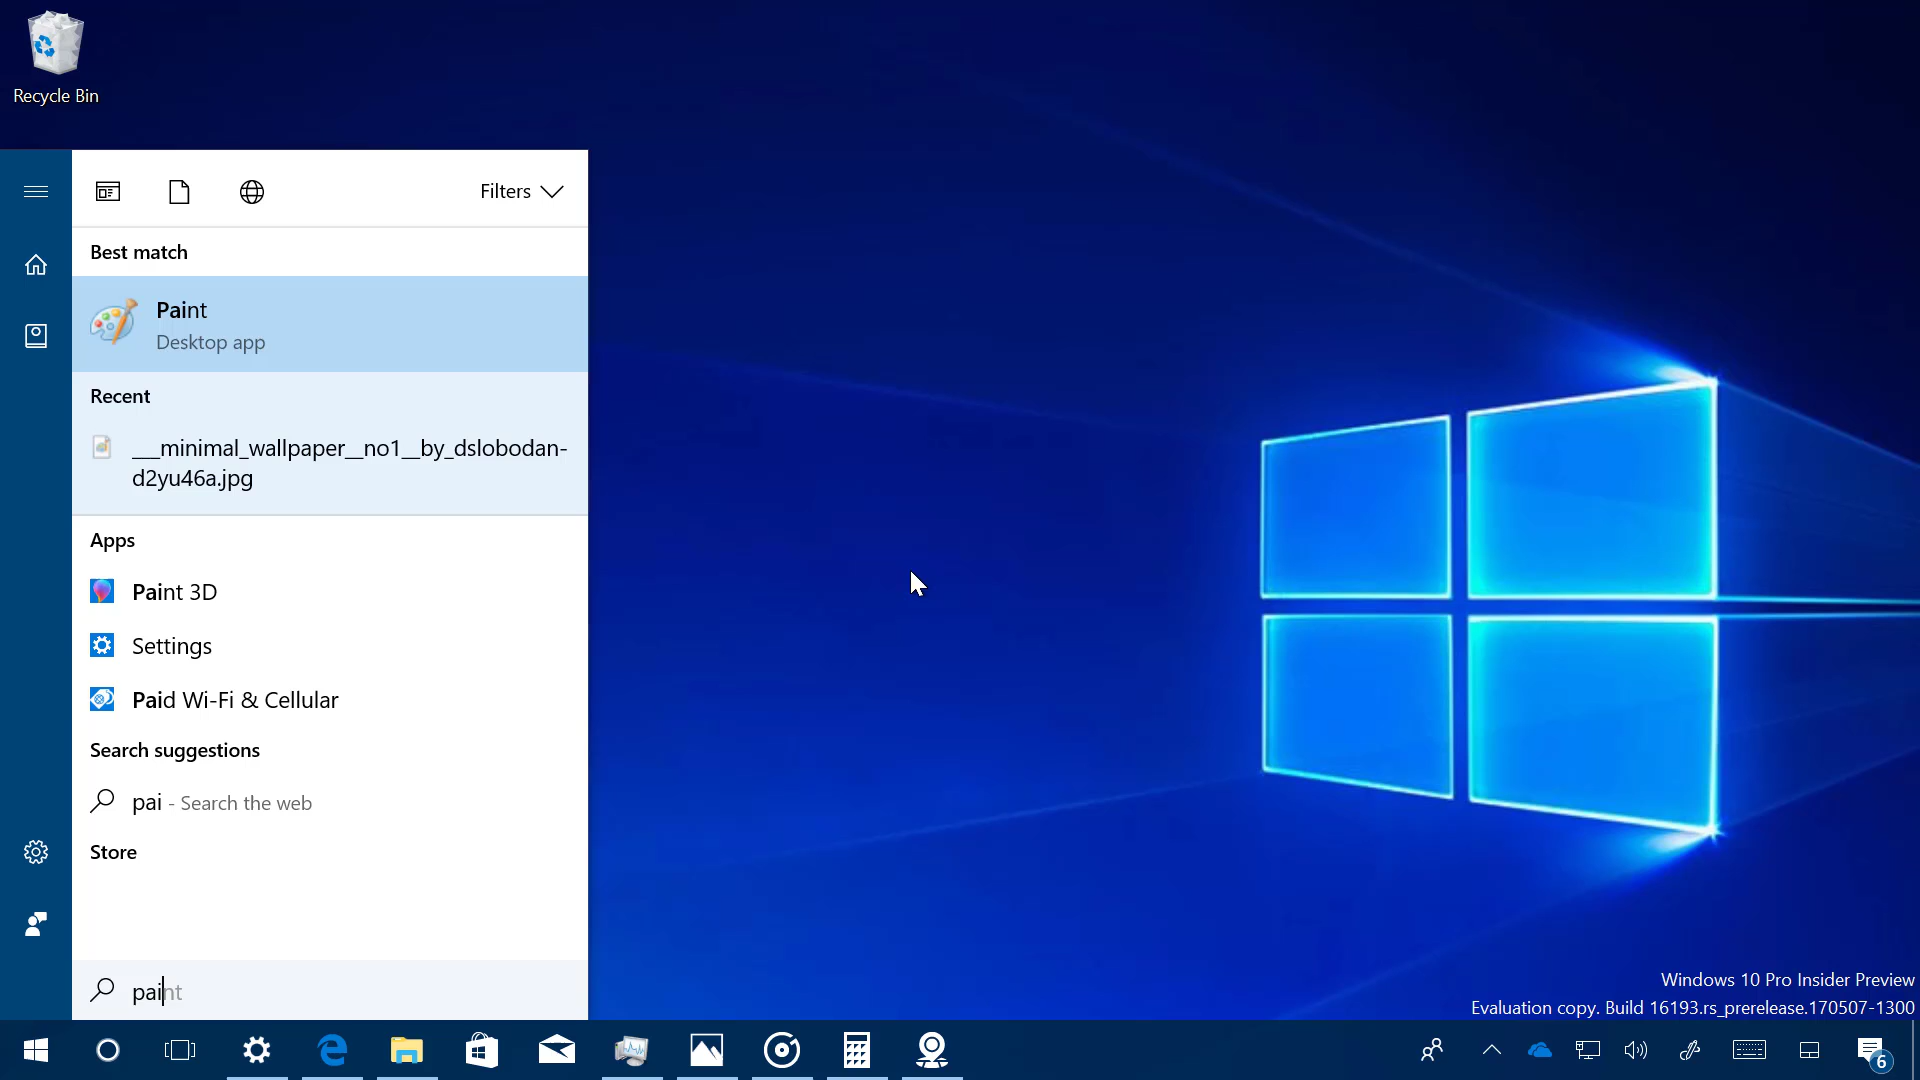 Recycle Bin
Filters
Best match
Paint
Desktop app
Recent
___minimal_wallpaper__no1__by_dslobodan-
d2yu46a.jpg
Apps
Paint 3D
Settings
Paid Wi-Fi & Cellular
Search suggestions
pai - Search the web
Store
paint
Windows 10 Pro Insider Preview
Evaluation copy. Build 16193.rs_prerelease.170507-1300
6